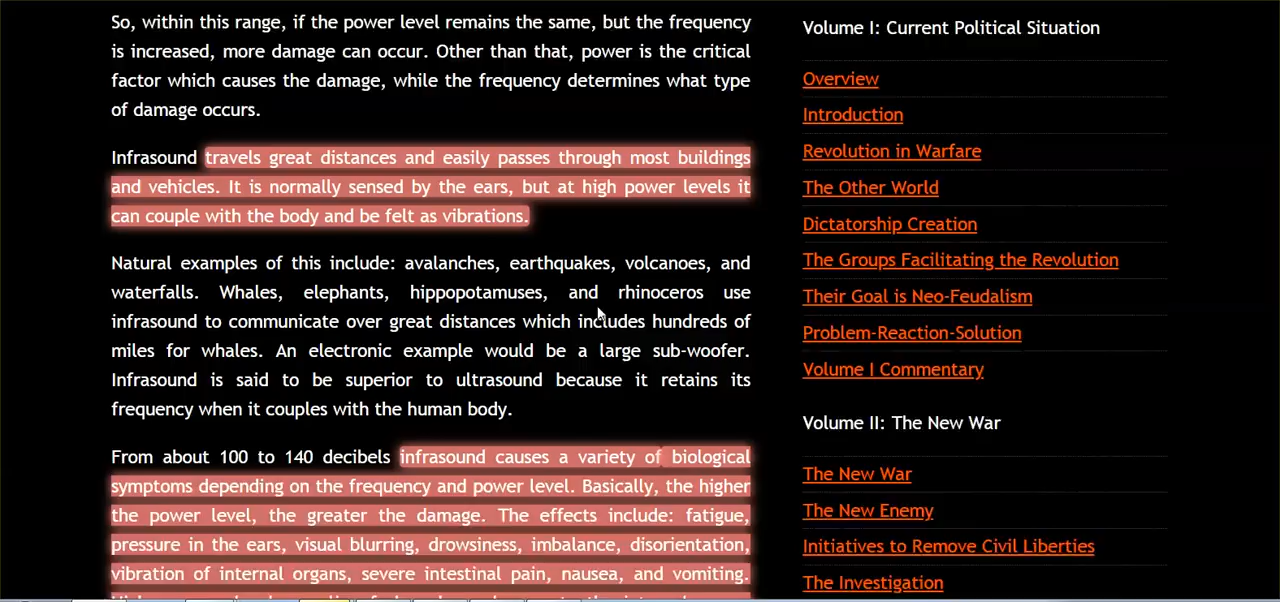 So, within this range, if the power level remains the same, but the frequency
is increased, more damage can occur. Other than that, power is the critical
factor which causes the damage, while the frequency determines what type
of damage occurs.
Infrasound travels great distances and easily passes through most buildings
and vehicles. It is normally sensed by the ears, but at high power levels it
can couple with the body and be felt as vibrations.
Natural examples of this include: avalanches, earthquakes, volcanoes, and
waterfalls. Whales, elephants, hippopotamuses, and rhinoceros use
infrasound to communicate over great distances which includes hundreds of
miles for whales. An electronic example would be a large sub-woofer.
Infrasound is said to be superior to ultrasound because it retains its
frequency when it couples with the human body.
From about 100 to 140 decibels infrasound causes a variety of biological
symptoms depending on the frequency and power level. Basically, the higher
the power level, the greater the damage. The effects include: fatigue,
pressure in the ears, visual blurring, drowsiness, imbalance, disorientation,
vibration of internal organs, severe intestinal pain, nausea, and vomiting.
Volume I: Current Political Situation
Overview
Introduction
Revolution in Warfare
The Other World
Dictatorship Creation
The Groups Facilitating the Revolution
Their Goal is Neo-Feudalism
Problem-Reaction-Solution
Volume I Commentary
Volume II: The New War
The New War
The New Enemy
Initiatives to Remove Civil Liberties
The Investigation